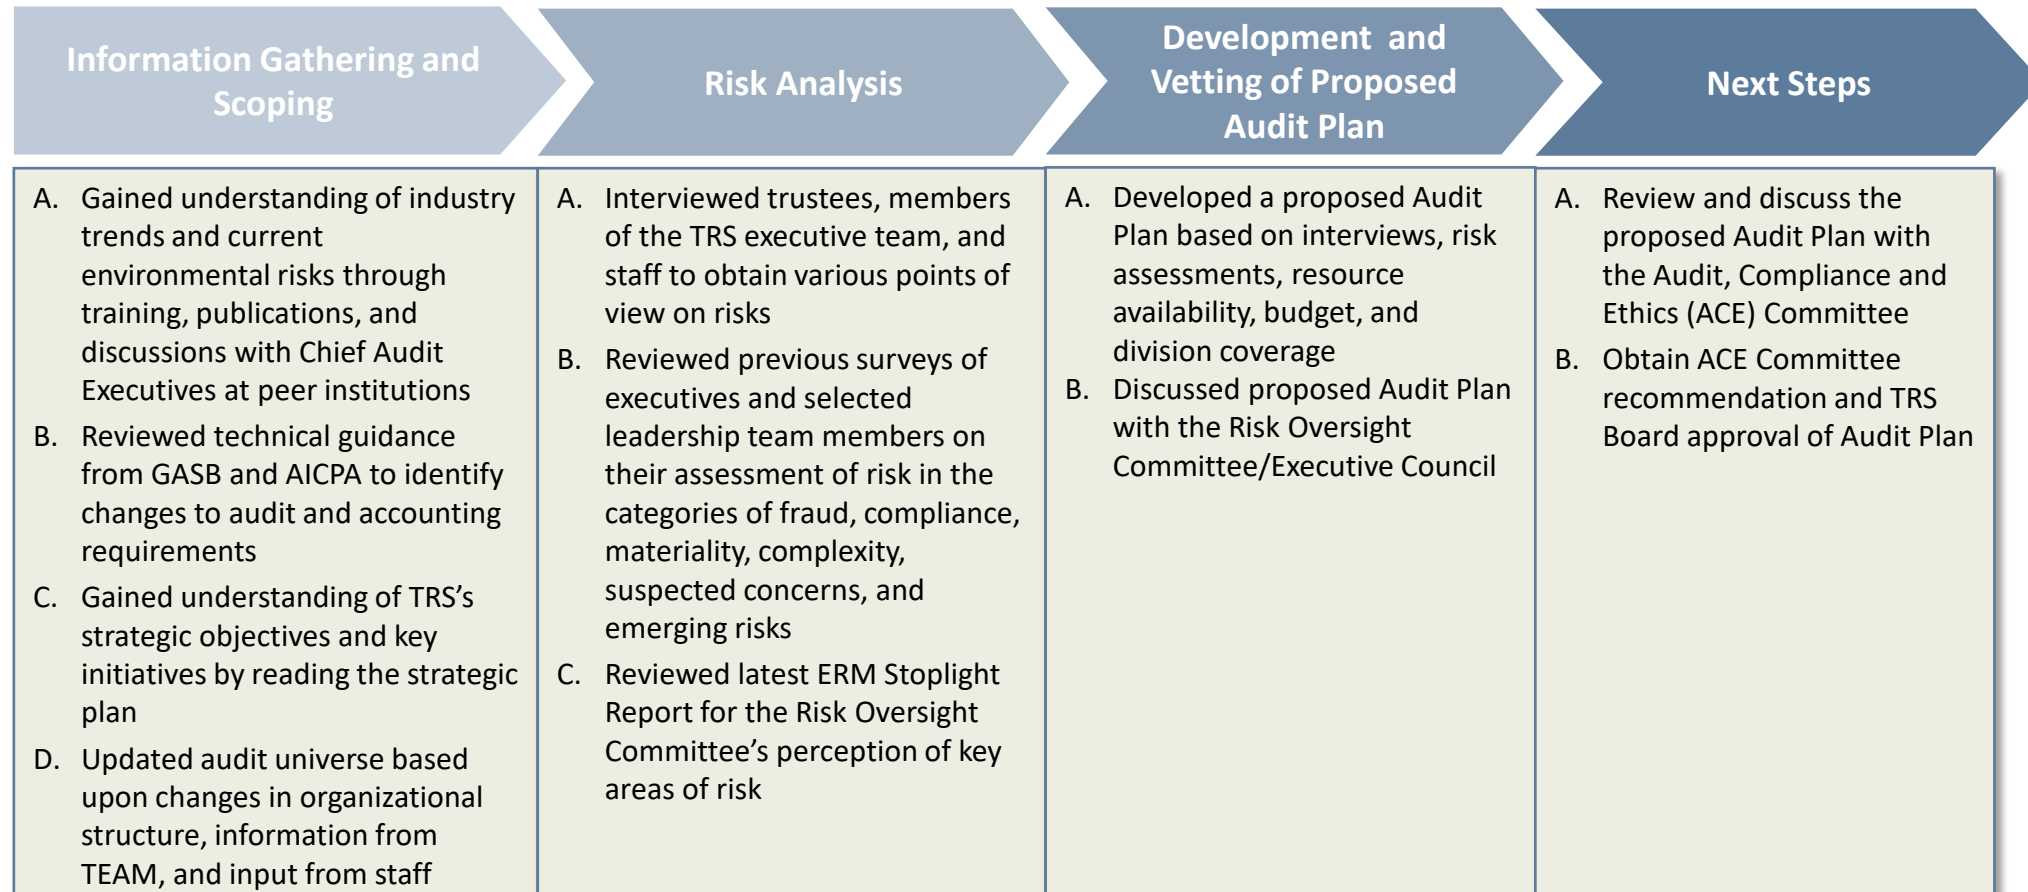 Information Gathering and
Scoping
Risk Analysis
Development and
Vetting of Proposed
Audit Plan
Next Steps
A. Gained understanding of industry
trends and current
environmental risks through
training, publications, and
discussions with Chief Audit
Executives at peer institutions
B. Reviewed technical guidance
from GASB and AICPA to identify
changes to audit and accounting
requirements
C. Gained understanding of TRS’s
strategic objectives and key
initiatives by reading the strategic
plan
D. Updated audit universe based
upon changes in organizational
structure, information from
TEAM, and input from staff
A. Interviewed trustees, members
of the TRS executive team, and
staff to obtain various points of
view on risks
B. Reviewed previous surveys of
executives and selected
leadership team members on
their assessment of risk in the
categories of fraud, compliance,
materiality, complexity,
suspected concerns, and
emerging risks
C. Reviewed latest ERM Stoplight
Report for the Risk Oversight
Committee’s perception of key
areas of risk
A. Developed a proposed Audit
Plan based on interviews, risk
assessments, resource
availability, budget, and
division coverage
B. Discussed proposed Audit Plan
with the Risk Oversight
Committee/Executive Council
A. Review and discuss the
proposed Audit Plan with
the Audit, Compliance and
Ethics (ACE) Committee
B. Obtain ACE Committee
recommendation and TRS
Board approval of Audit Plan